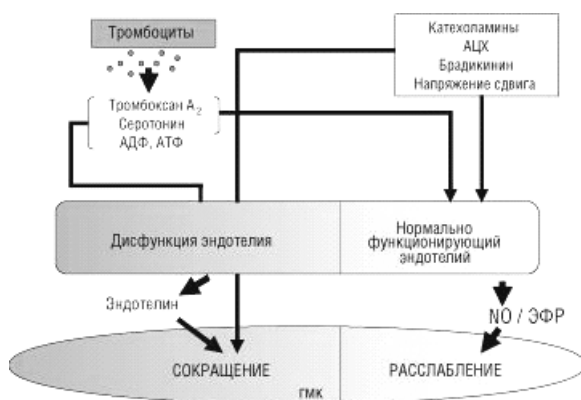 Тромбоциты
Тромбоксан А₂
Серотонин
АДФ, АТФ
Катехоламины
АЦХ
Брадикинин
Напряжение сдвига
Дисфункция эндотелия
Нормально
функционирующий
эндотелий
Эндотелин
NO / ЭФР
СОКРАЩЕНИЕ
РАССЛАБЛЕНИЕ
ГМК